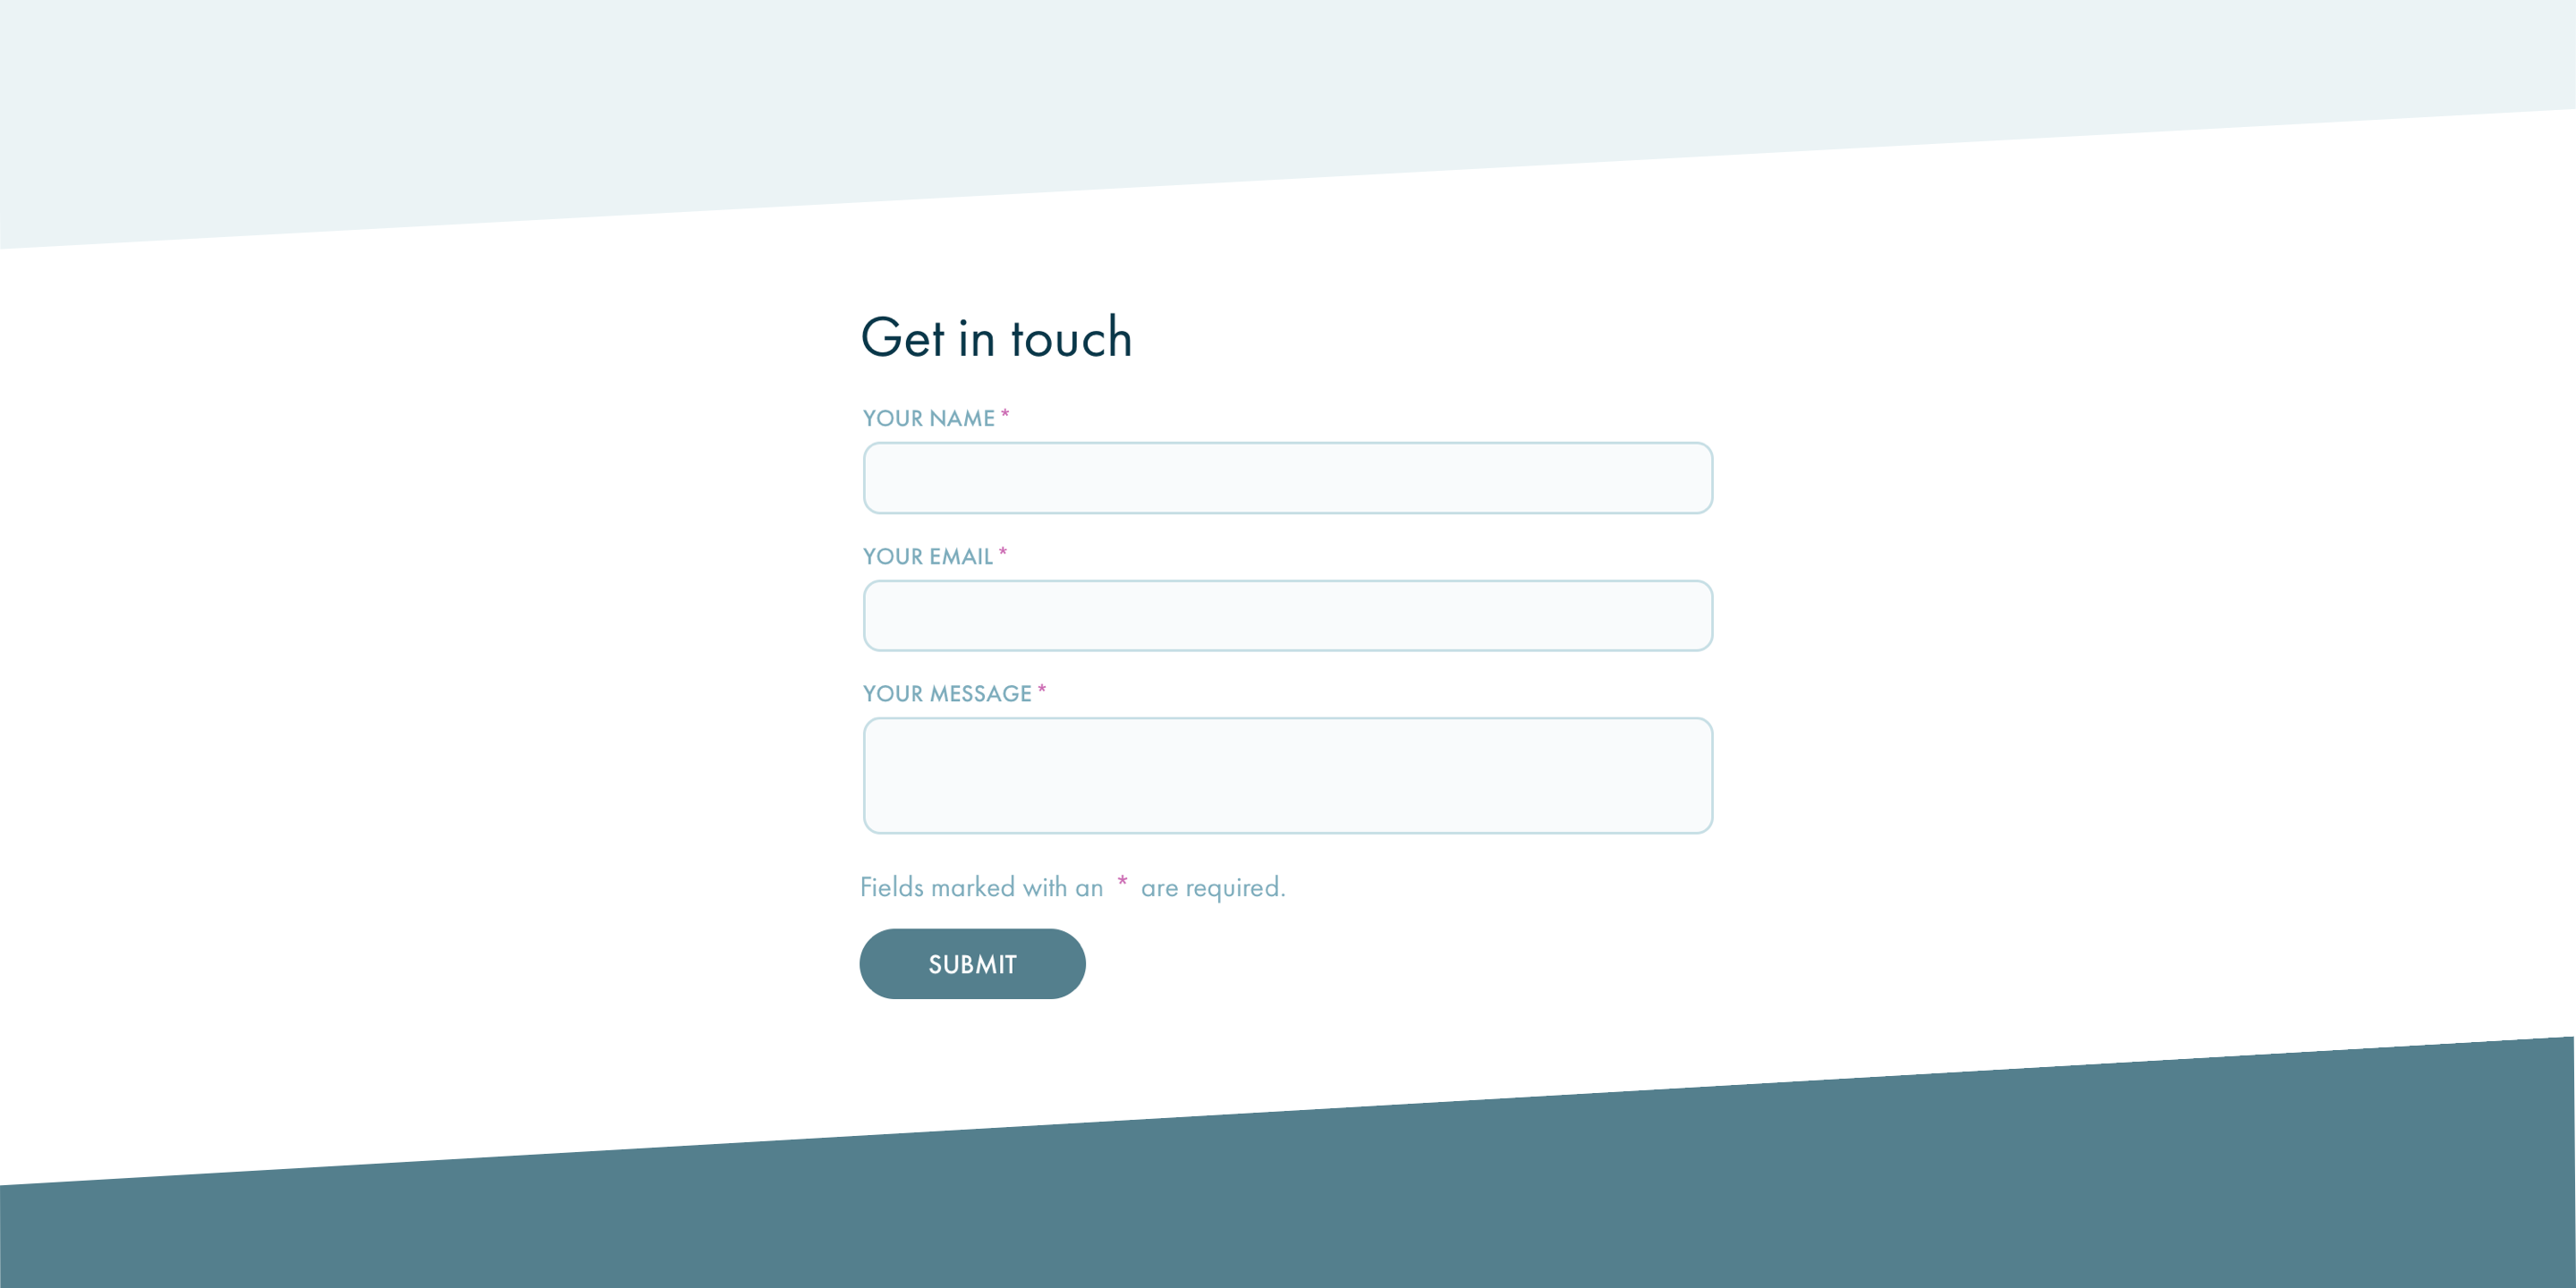 Get in touch
YOUR NAME *
YOUR EMAIL *
YOUR MESSAGE *
Fields marked with an * are required.
SUBMIT